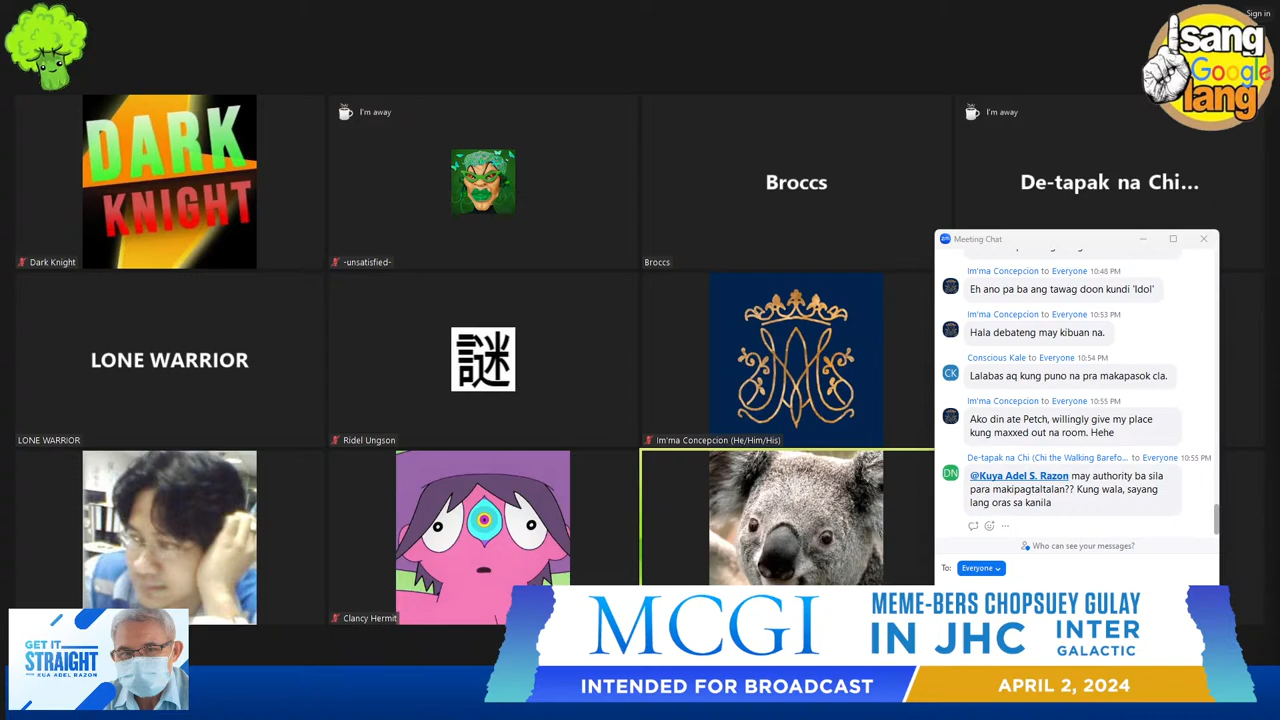 Sign in
Isang
Google
lang
DARK
KNIGHT
Dark Knight
I'm away
-unsatisfied-
Broccs
Broccs
I'm away
De-tapak na Chi...
LONE WARRIOR
LONE WARRIOR
謎
Ridel Ungson
Im'ma Concepcion (He/Him/His)
Clancy Hermit
Meeting Chat
Im'ma Concepcion to Everyone 10:48 PM
Eh ano pa ba ang tawag doon kundi 'Idol'
Im'ma Concepcion to Everyone 10:53 PM
Hala debateng may kibuan na.
Conscious Kale to Everyone 10:54 PM
CK
Lalabas aq kung puno na pra makapasok cla.
Im'ma Concepcion to Everyone 10:55 PM
Ako din ate Petch, willingly give my place
kung maxxed out na room. Hehe
De-tapak na Chi (Chi the Walking Barefo... to Everyone 10:55 PM
DN
@Kuya Adel S. Razon may authority ba sila
para makipagtaltalan?? Kung wala, sayang
lang oras sa kanila
Who can see your messages?
To: Everyone
GET IT
STRAIGHT
WITH KUYA ADEL RAZON
MCGI
MEME-BERS CHOPSUEY GULAY
IN JHC
INTER
GALACTIC
INTENDED FOR BROADCAST
APRIL 2, 2024